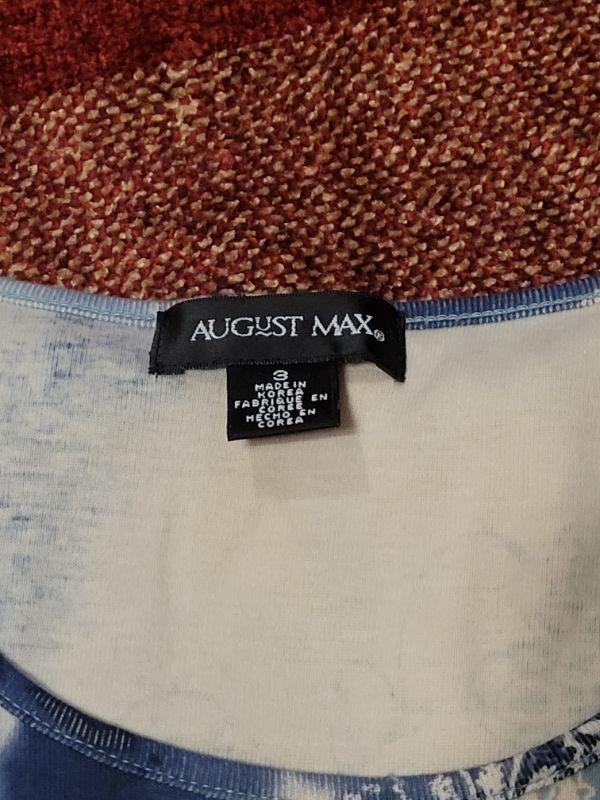 AUGUST MAX®
3
MADE IN
KOREA
FABRIQUE EN
COREE
HECHO EN
COREA